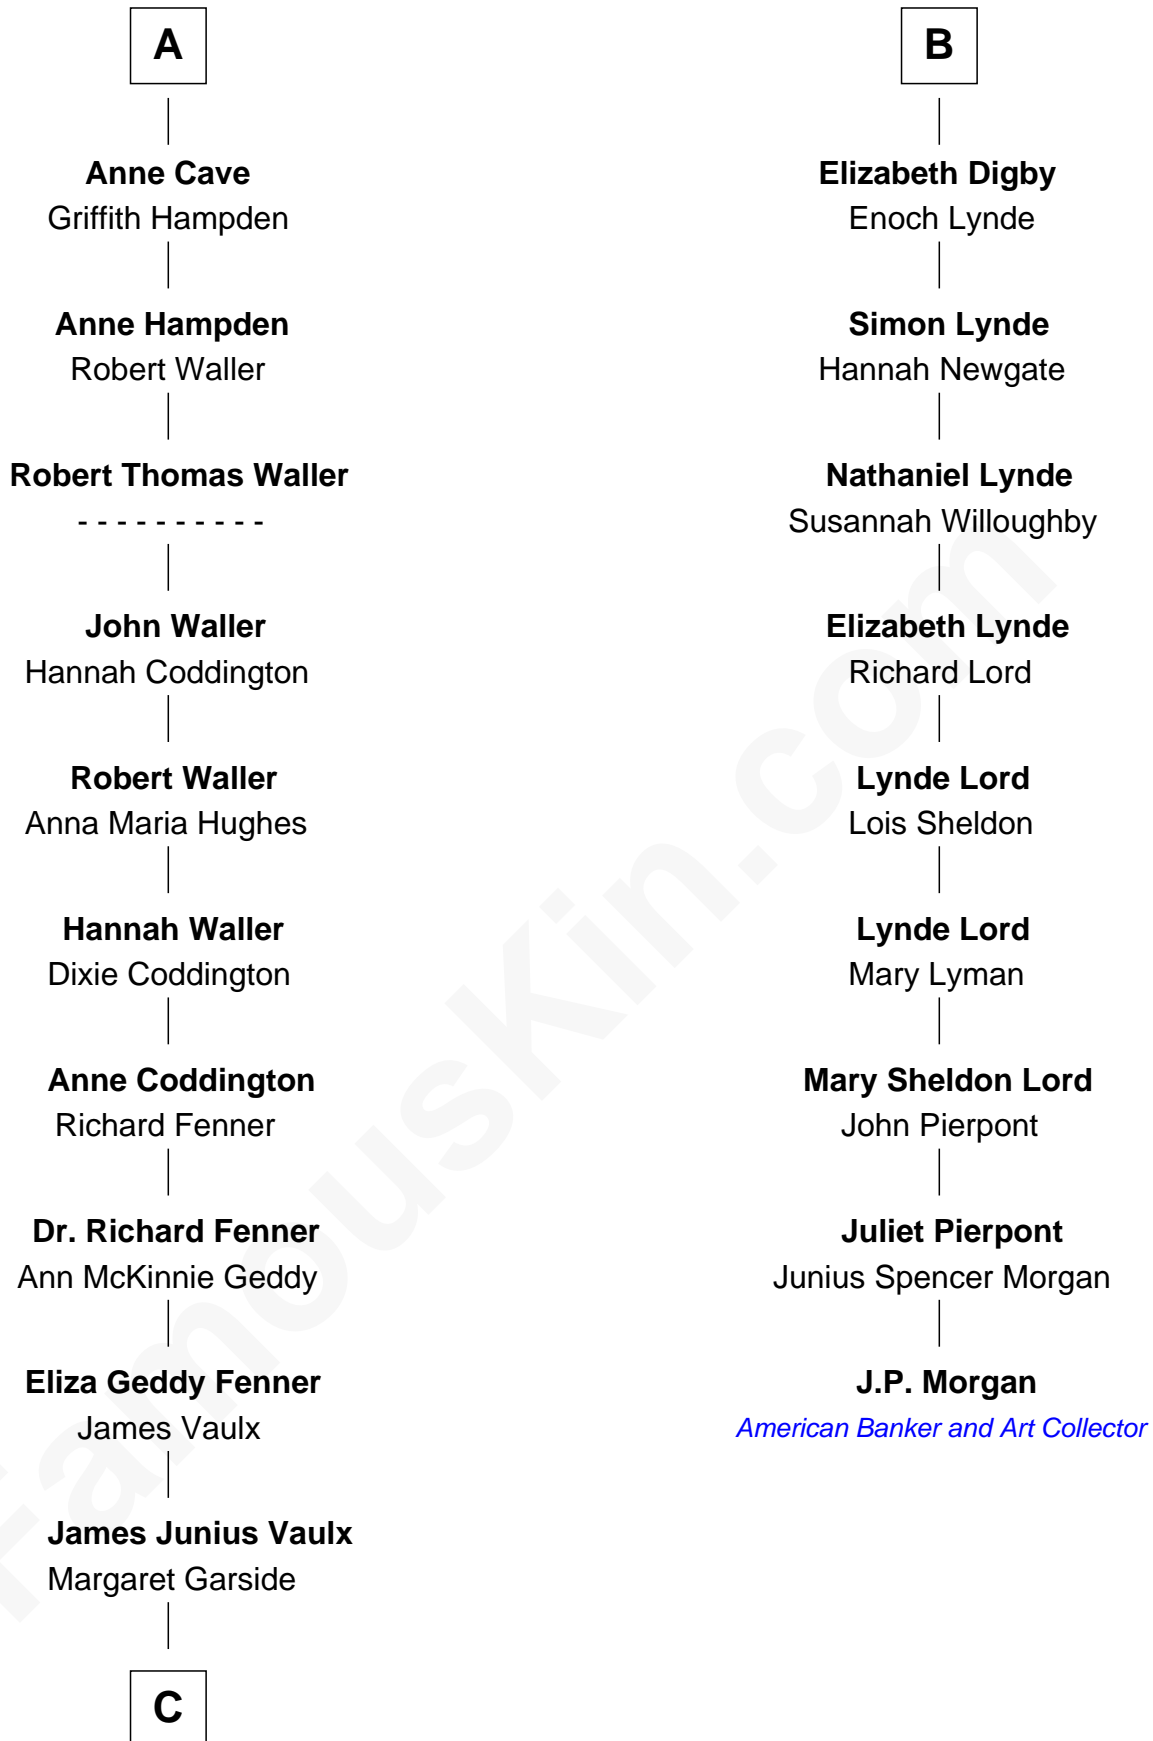 A
Anne Cave
Griffith Hampden
Anne Hampden
Robert Waller
Robert Thomas Waller
- - - - - - - - - -
John Waller
Hannah Coddington
Robert Waller
Anna Maria Hughes
Hannah Waller
Dixie Coddington
Anne Coddington
Richard Fenner
Dr. Richard Fenner
Ann McKinnie Geddy
Eliza Geddy Fenner
James Vaulx
James Junius Vaulx
Margaret Garside
C
B
Elizabeth Digby
Enoch Lynde
Simon Lynde
Hannah Newgate
Nathaniel Lynde
Susannah Willoughby
Elizabeth Lynde
Richard Lord
Lynde Lord
Lois Sheldon
Lynde Lord
Mary Lyman
Mary Sheldon Lord
John Pierpont
Juliet Pierpont
Junius Spencer Morgan
J.P. Morgan
American Banker and Art Collector
FamousKin.com